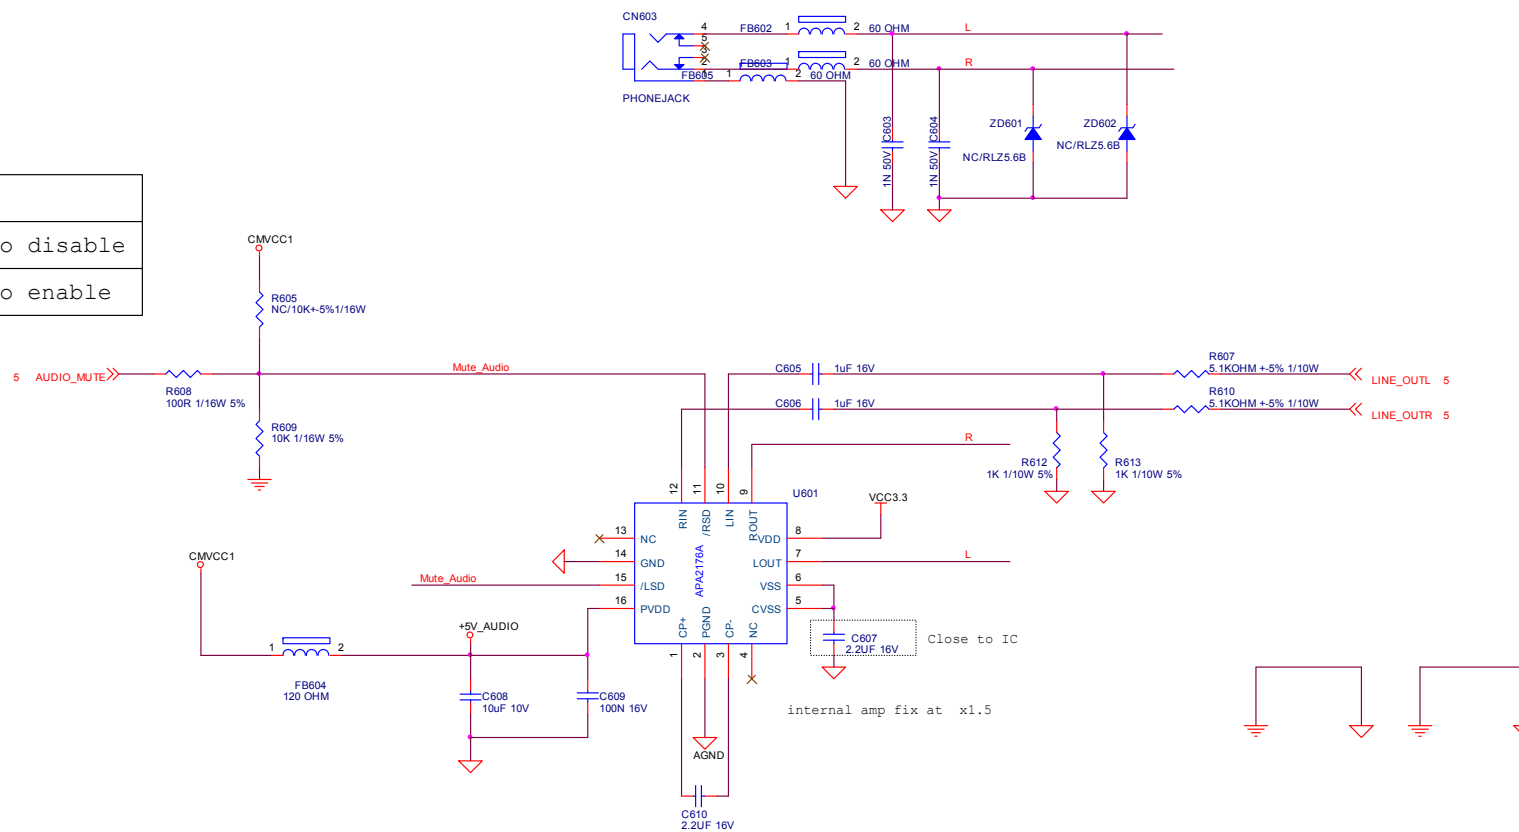 CN603
4
5
3
2
1
FB602 1 2 60 OHM L
FB603 1 2 60 OHM R
FB605 1 2 60 OHM
PHONEJACK
1N 50V C603
1N 50V C604
ZD601
NC/RLZ5.6B
ZD602
NC/RLZ5.6B
o disable
o enable
CMVCC1
R605
NC/10K+-5%1/16W
5 AUDIO_MUTE
R608
100R 1/16W 5%
Mute_Audio
R609
10K 1/16W 5%
C605 1uF 16V
C606 1uF 16V
R607
5.1KOHM +-5% 1/10W
LINE_OUTL 5
R610
5.1KOHM +-5% 1/10W
LINE_OUTR 5
R
R612
1K 1/10W 5%
R613
1K 1/10W 5%
12 11 10 9
U601
VCC3.3
RIN /RSD LIN ROUT
13 NC
14 GND
15 /LSD
16 PVDD
APA2176A
VDD 8
LOUT 7
VSS 6
CVSS 5
CP+ PGND CP- NC
1 2 3 4
L
Mute_Audio
CMVCC1
1 2
FB604
120 OHM
+5V_AUDIO
C608
10uF 10V
C609
100N 16V
C607
2.2UF 16V
Close to IC
internal amp fix at x1.5
AGND
C610
2.2UF 16V